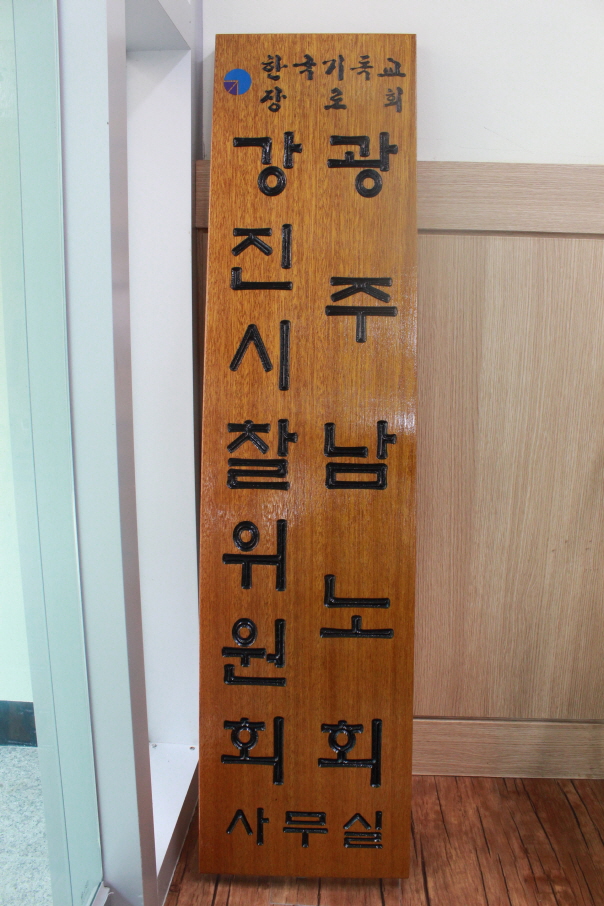 한국기독교
장로회
광주남노회
강진시찰위원회
사무실